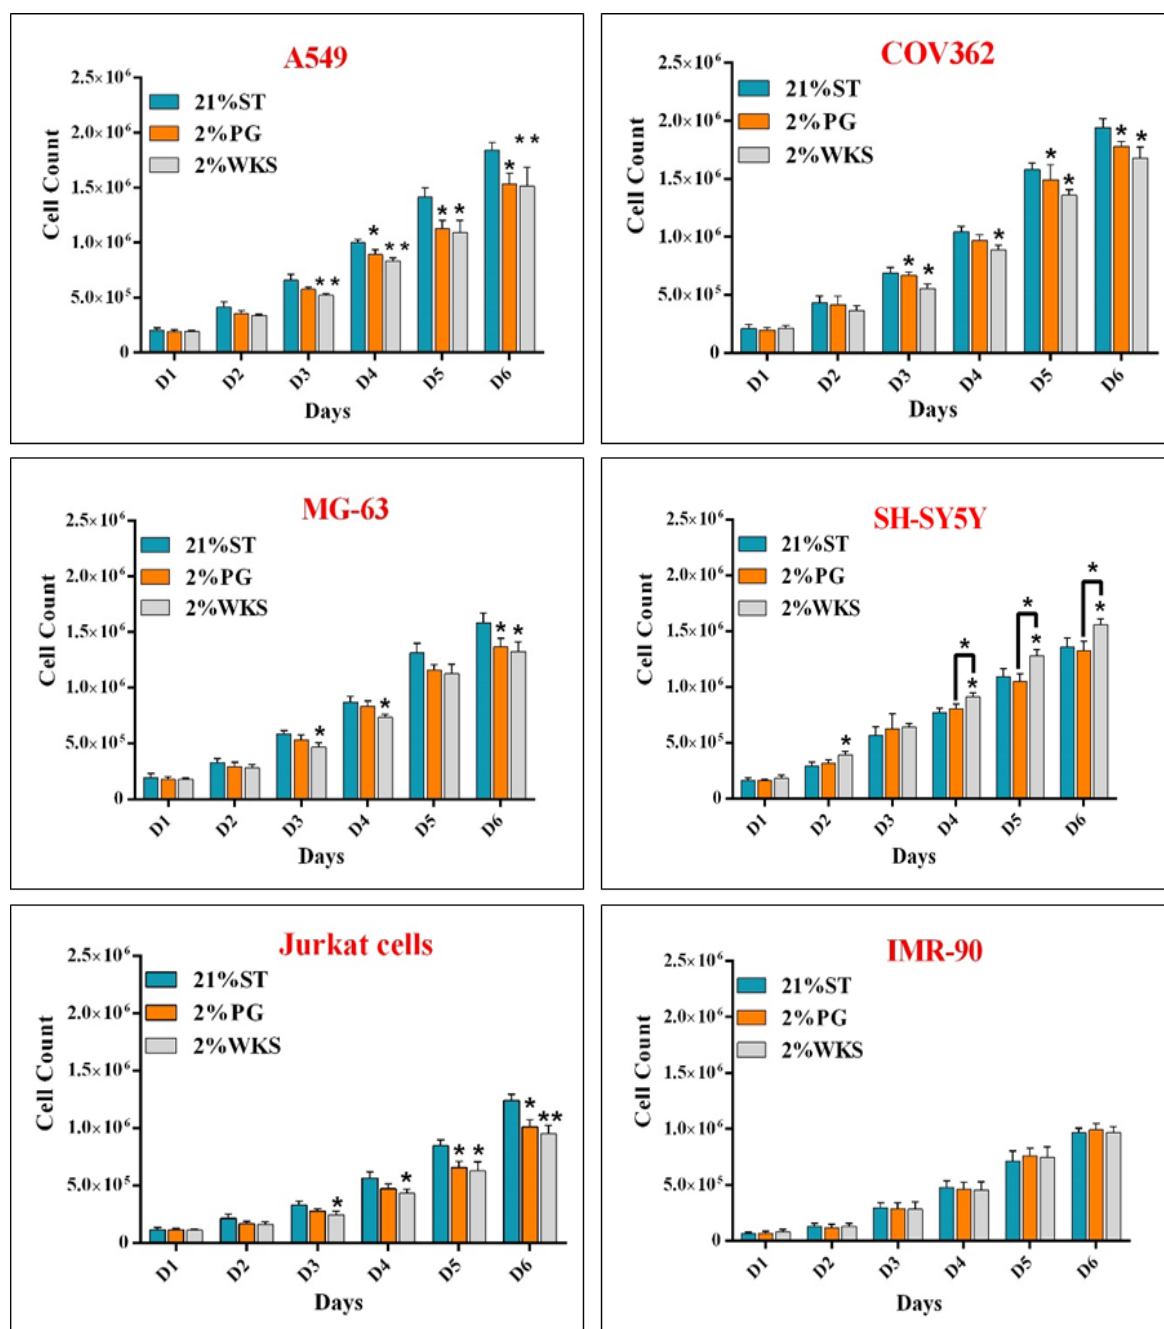 A549
2.5×10⁶
2.0×10⁶
1.5×10⁶
1.0×10⁶
5.0×10⁵
0
Cell Count
21%ST
2%PG
2%WKS
* * * * * * * * * *
D1 D2 D3 D4 D5 D6
Days
COV362
2.5×10⁶
2.0×10⁶
1.5×10⁶
1.0×10⁶
5.0×10⁵
0
Cell Count
21%ST
2%PG
2%WKS
* * * * * * *
D1 D2 D3 D4 D5 D6
Days
MG-63
2.5×10⁶
2.0×10⁶
1.5×10⁶
1.0×10⁶
5.0×10⁵
0
Cell Count
21%ST
2%PG
2%WKS
* * * *
D1 D2 D3 D4 D5 D6
Days
SH-SY5Y
2.5×10⁶
2.0×10⁶
1.5×10⁶
1.0×10⁶
5.0×10⁵
0
Cell Count
21%ST
2%PG
2%WKS
* * * * * * *
D1 D2 D3 D4 D5 D6
Days
Jurkat cells
2.5×10⁶
2.0×10⁶
1.5×10⁶
1.0×10⁶
5.0×10⁵
0
Cell Count
21%ST
2%PG
2%WKS
* * * * * **
D1 D2 D3 D4 D5 D6
Days
IMR-90
2.5×10⁶
2.0×10⁶
1.5×10⁶
1.0×10⁶
5.0×10⁵
0
Cell Count
21%ST
2%PG
2%WKS
D1 D2 D3 D4 D5 D6
Days